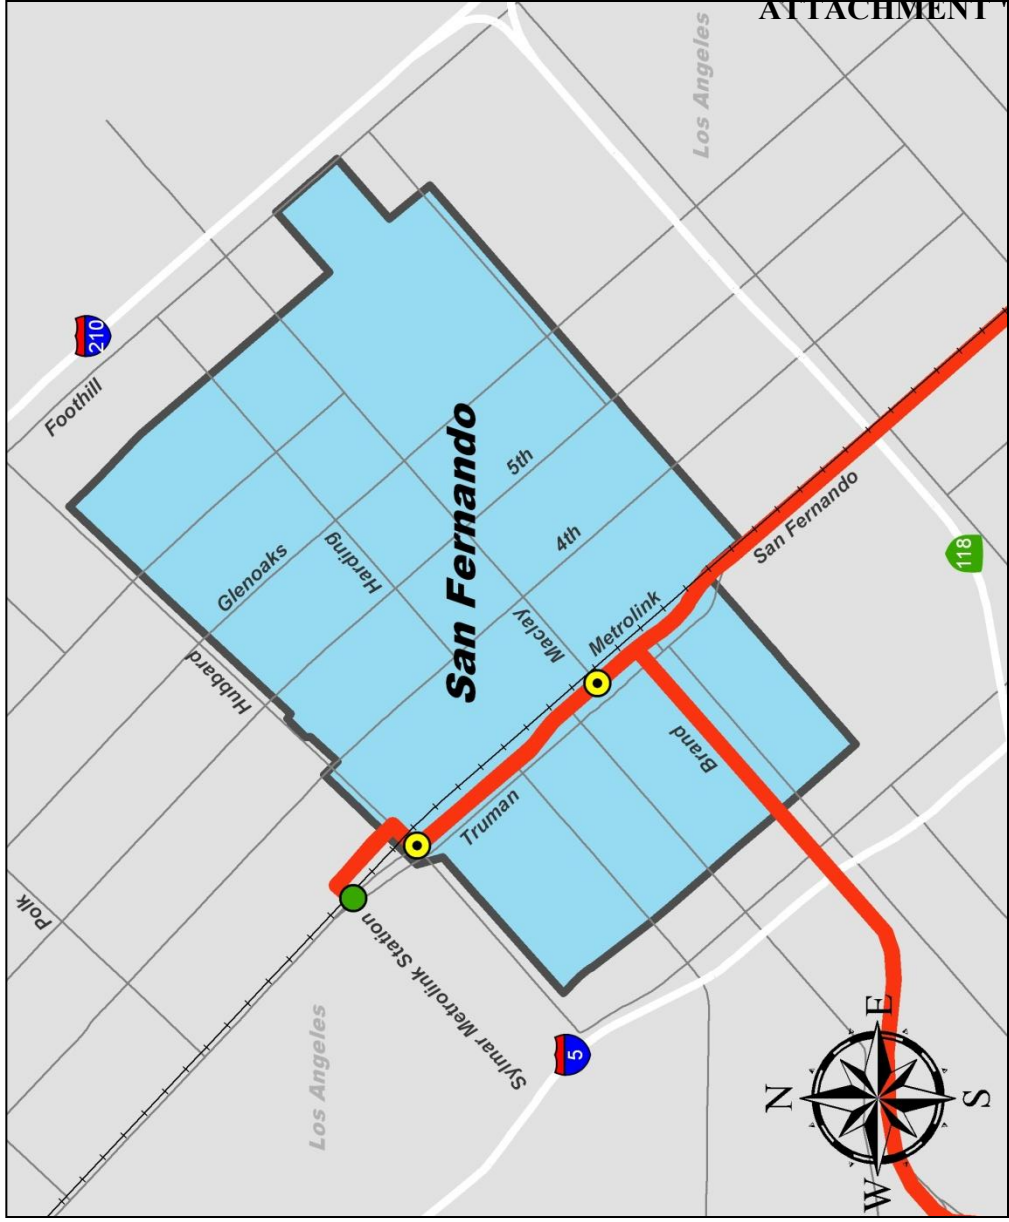 ATTACHMENT "
Los Angeles
210
Foothill
San Fernando
5th
Glenoaks
Harding
4th
San Fernando
118
Maclay
Metrolink
Hubbard
Brand
Truman
Polk
Sylmar Metrolink Station
Los Angeles
5
N
E
S
W